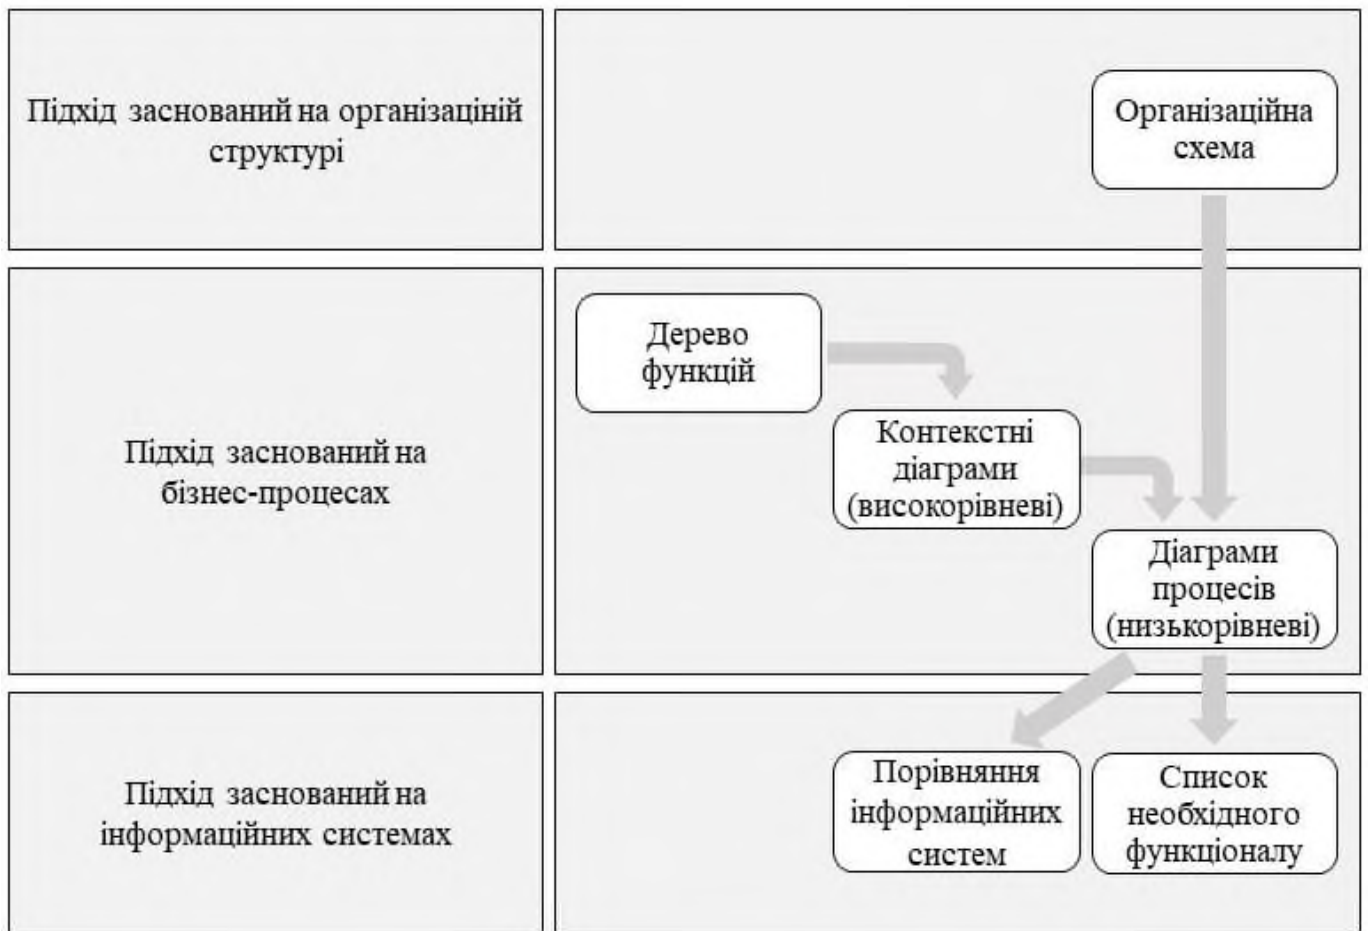 Підхід заснований на організаціній
структурі
Організаційна
схема
Підхід заснований на
бізнес-процесах
Дерево
функцій
Контекстні
діаграми
(високорівневі)
Діаграми
процесів
(низькорівневі)
Підхід заснований на
інформаційних системах
Порівняння
інформаційних
систем
Список
необхідного
функціоналу